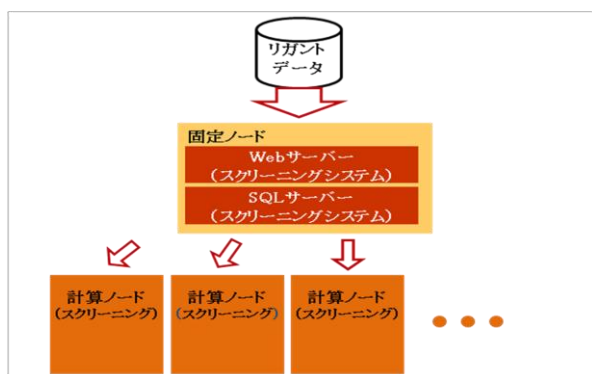 リガント
データ
固定ノード
Webサーバー
(スクリーニングシステム)
SQLサーバー
(スクリーニングシステム)
計算ノード
(スクリーニング)
計算ノード
(スクリーニング)
計算ノード
(スクリーニング)